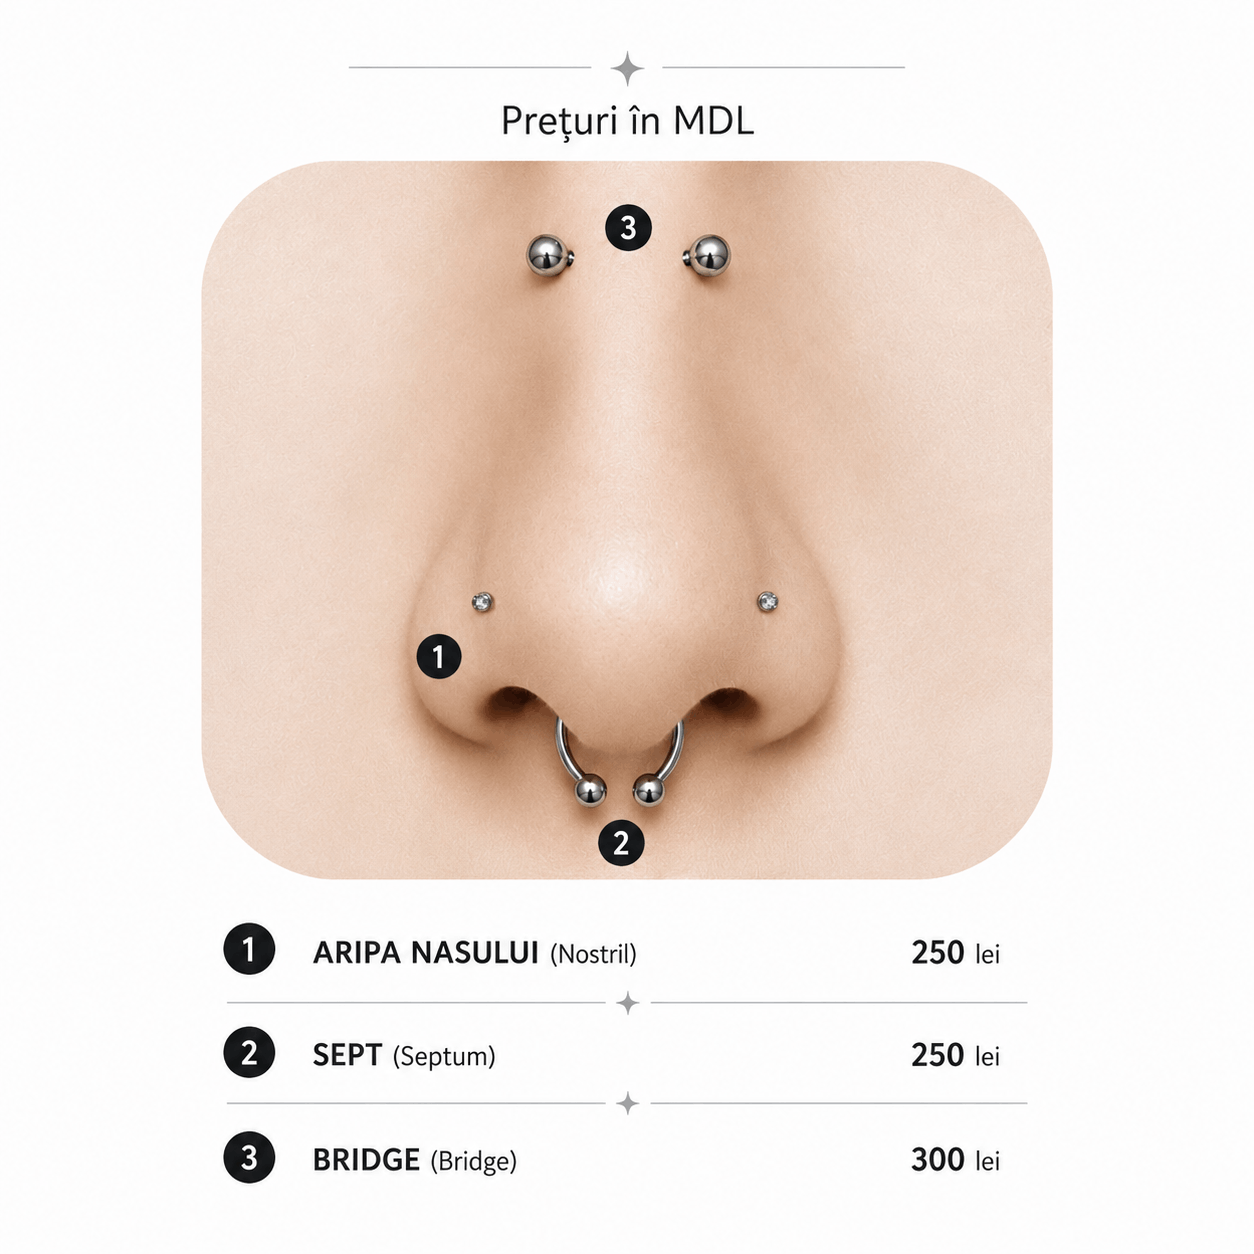 Prețuri în MDL
3
1
2
1 ARIPA NASULUI (Nostril) 250 lei
2 SEPT (Septum) 250 lei
3 BRIDGE (Bridge) 300 lei